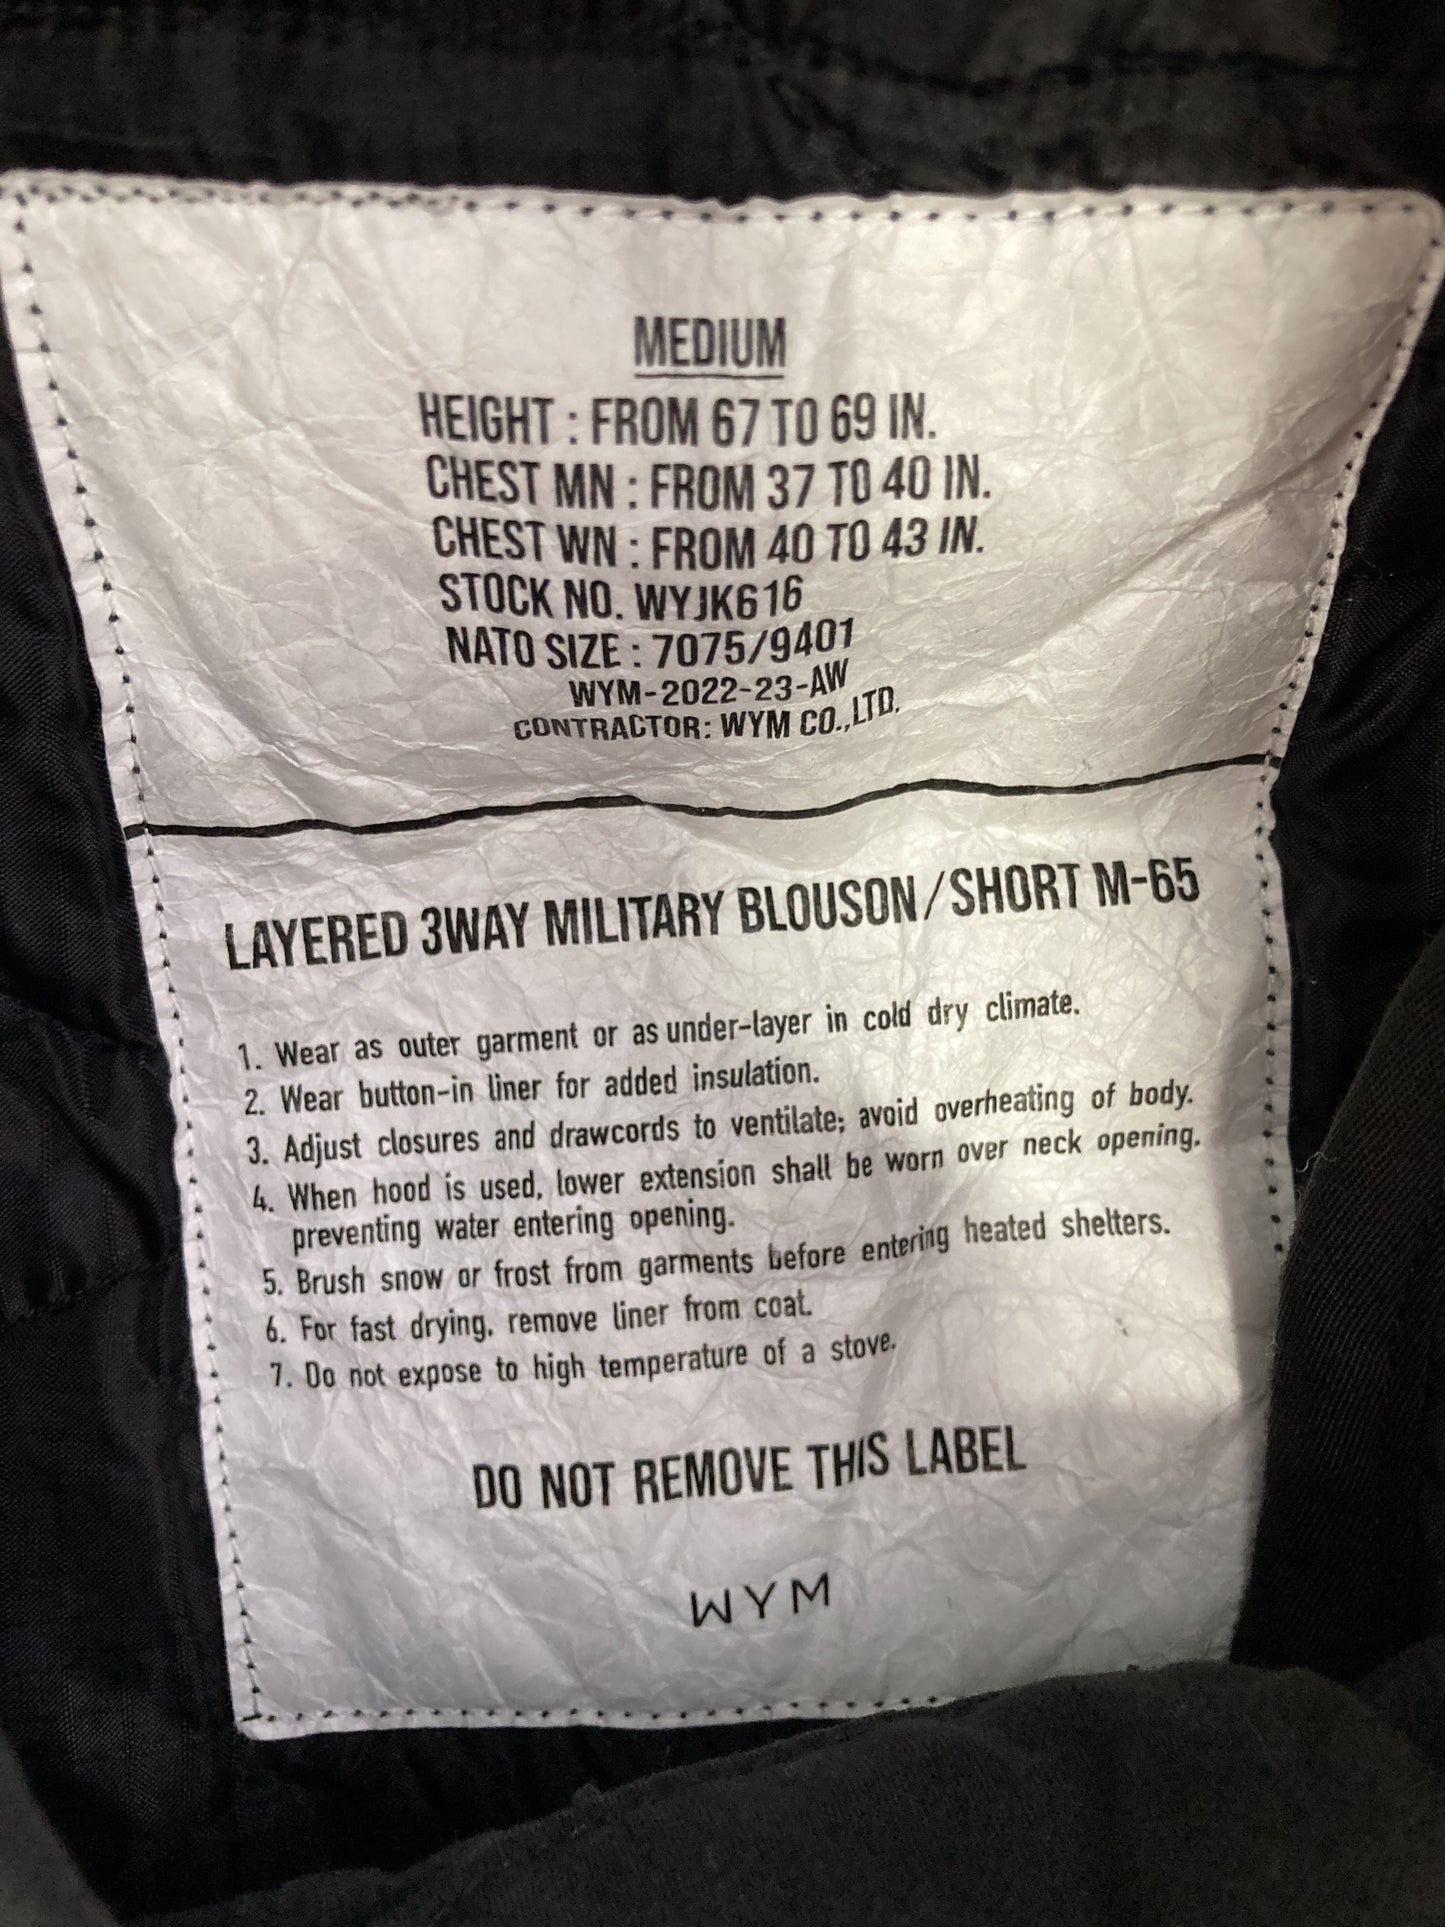 MEDIUM
HEIGHT : FROM 67 TO 69 IN.
CHEST MN : FROM 37 TO 40 IN.
CHEST WN : FROM 40 TO 43 IN.
STOCK NO. WYJK616
NATO SIZE : 7075/9401
WYM-2022-23-AW
CONTRACTOR: WYM CO.,LTD.
LAYERED 3WAY MILITARY BLOUSON/SHORT M-65
1. Wear as outer garment or as under-layer in cold dry climate.
2. Wear button-in liner for added insulation.
3. Adjust closures and drawcords to ventilate; avoid overheating of body.
4. When hood is used, lower extension shall be worn over neck opening.
preventing water entering opening.
5. Brush snow or frost from garments before entering heated shelters.
6. For fast drying, remove liner from coat.
7. Do not expose to high temperature of a stove.
DO NOT REMOVE THIS LABEL
WYM